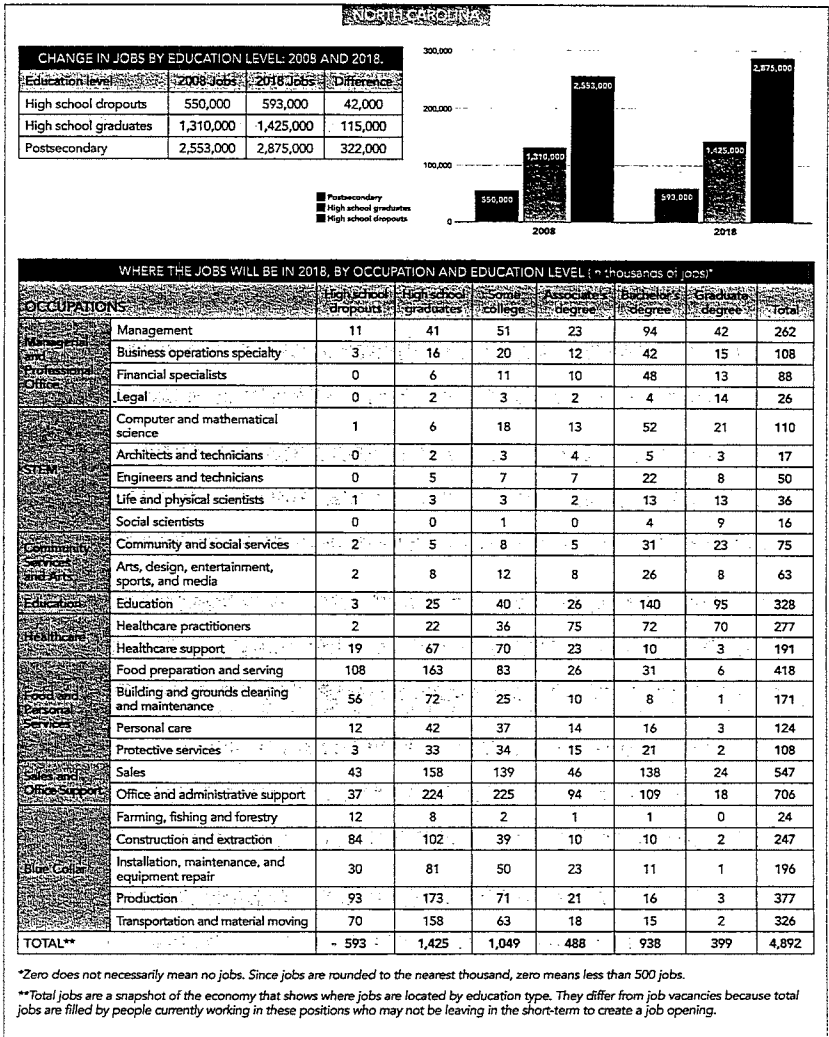 NORTH CAROLINA
CHANGE IN JOBS BY EDUCATION LEVEL: 2008 AND 2018.
Education level 2008 Jobs 2018 Jobs Difference
High school dropouts 550,000 593,000 42,000
High school graduates 1,310,000 1,425,000 115,000
Postsecondary 2,553,000 2,875,000 322,000
300,000
200,000
100,000
0
550,000 1,310,000 2,553,000
593,000 1,425,000 2,875,000
2008 2018
Postsecondary
High school graduates
High school dropouts
WHERE THE JOBS WILL BE IN 2018, BY OCCUPATION AND EDUCATION LEVEL (in thousands of jobs)*
OCCUPATIONS High school dropouts High school graduates Some college Associate's degree Bachelor's degree Graduate degree Total
Managerial and Professional Office
Management 11 41 51 23 94 42 262
Business operations specialty 3 16 20 12 42 15 108
Financial specialists 0 6 11 10 48 13 88
Legal 0 2 3 2 4 14 26
STEM
Computer and mathematical science 1 6 18 13 52 21 110
Architects and technicians 0 2 3 4 5 3 17
Engineers and technicians 0 5 7 7 22 8 50
Life and physical scientists 1 3 3 2 13 13 36
Social scientists 0 0 1 0 4 9 16
Community Services and Arts
Community and social services 2 5 8 5 31 23 75
Arts, design, entertainment, sports, and media 2 8 12 8 26 8 63
Education
Education 3 25 40 26 140 95 328
Healthcare
Healthcare practitioners 2 22 36 75 72 70 277
Healthcare support 19 67 70 23 10 3 191
Food and Personal Services
Food preparation and serving 108 163 83 26 31 6 418
Building and grounds cleaning and maintenance 56 72 25 10 8 1 171
Personal care 12 42 37 14 16 3 124
Protective services 3 33 34 15 21 2 108
Sales and Office Support
Sales 43 158 139 46 138 24 547
Office and administrative support 37 224 225 94 109 18 706
Blue Collar
Farming, fishing and forestry 12 8 2 1 1 0 24
Construction and extraction 84 102 39 10 10 2 247
Installation, maintenance, and equipment repair 30 81 50 23 11 1 196
Production 93 173 71 21 16 3 377
Transportation and material moving 70 158 63 18 15 2 326
TOTAL** 593 1,425 1,049 488 938 399 4,892
*Zero does not necessarily mean no jobs. Since jobs are rounded to the nearest thousand, zero means less than 500 jobs.
**Total jobs are a snapshot of the economy that shows where jobs are located by education type. They differ from job vacancies because total
jobs are filled by people currently working in these positions who may not be leaving in the short-term to create a job opening.